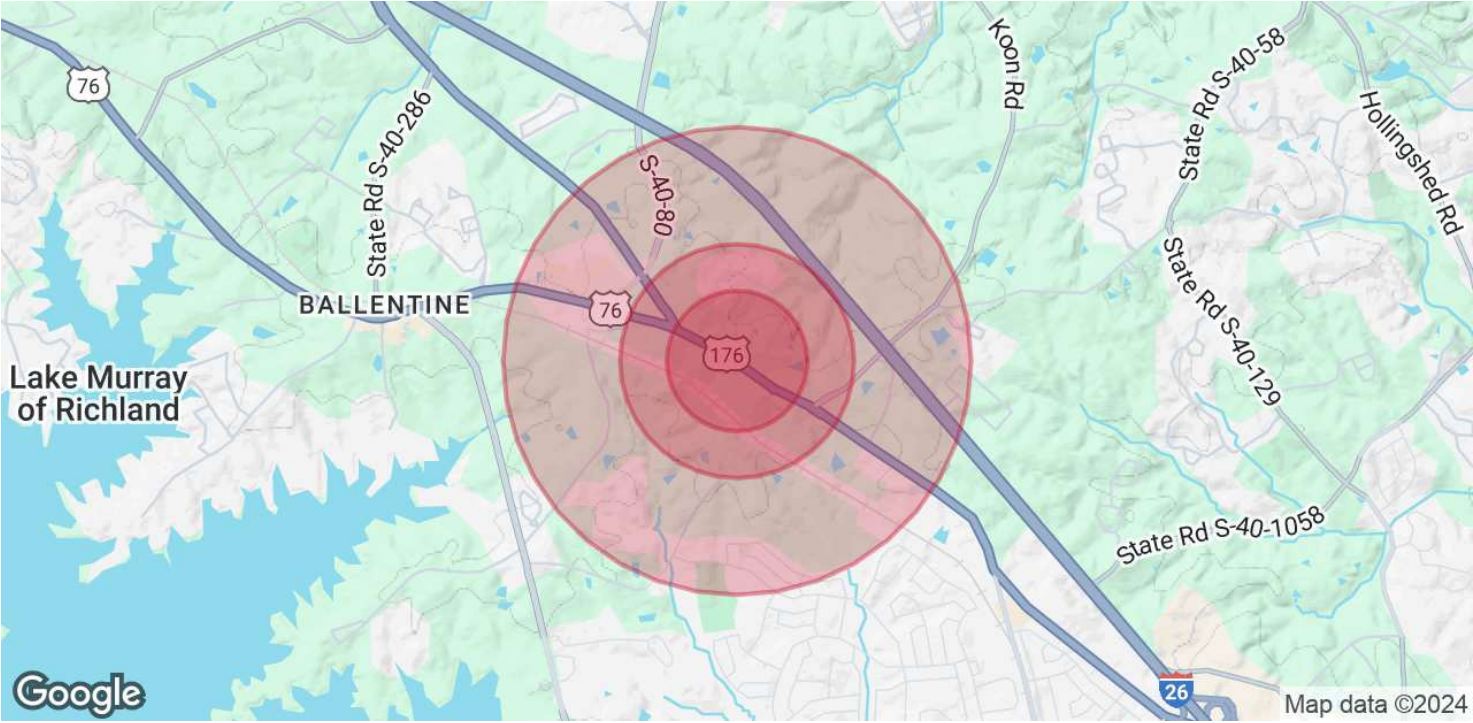 76
Koon Rd
State Rd S-40-58
Hollingshed Rd
State Rd S-40-286
S-40-80
State Rd S-40-129
BALLENTINE
76
176
Lake Murray
of Richland
State Rd S-40-1058
26
Google
Map data ©2024